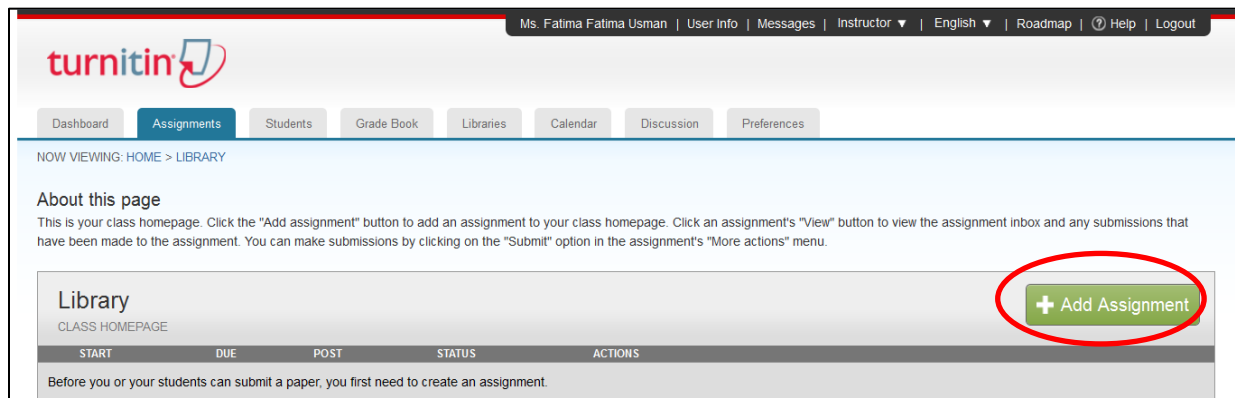 Ms. Fatima Fatima Usman | User Info | Messages | Instructor ▼ | English ▼ | Roadmap | ? Help | Logout
turnitin
Dashboard Assignments Students Grade Book Libraries Calendar Discussion Preferences
NOW VIEWING: HOME > LIBRARY
About this page
This is your class homepage. Click the "Add assignment" button to add an assignment to your class homepage. Click an assignment's "View" button to view the assignment inbox and any submissions that
have been made to the assignment. You can make submissions by clicking on the "Submit" option in the assignment's "More actions" menu.
Library
CLASS HOMEPAGE
+ Add Assignment
START DUE POST STATUS ACTIONS
Before you or your students can submit a paper, you first need to create an assignment.